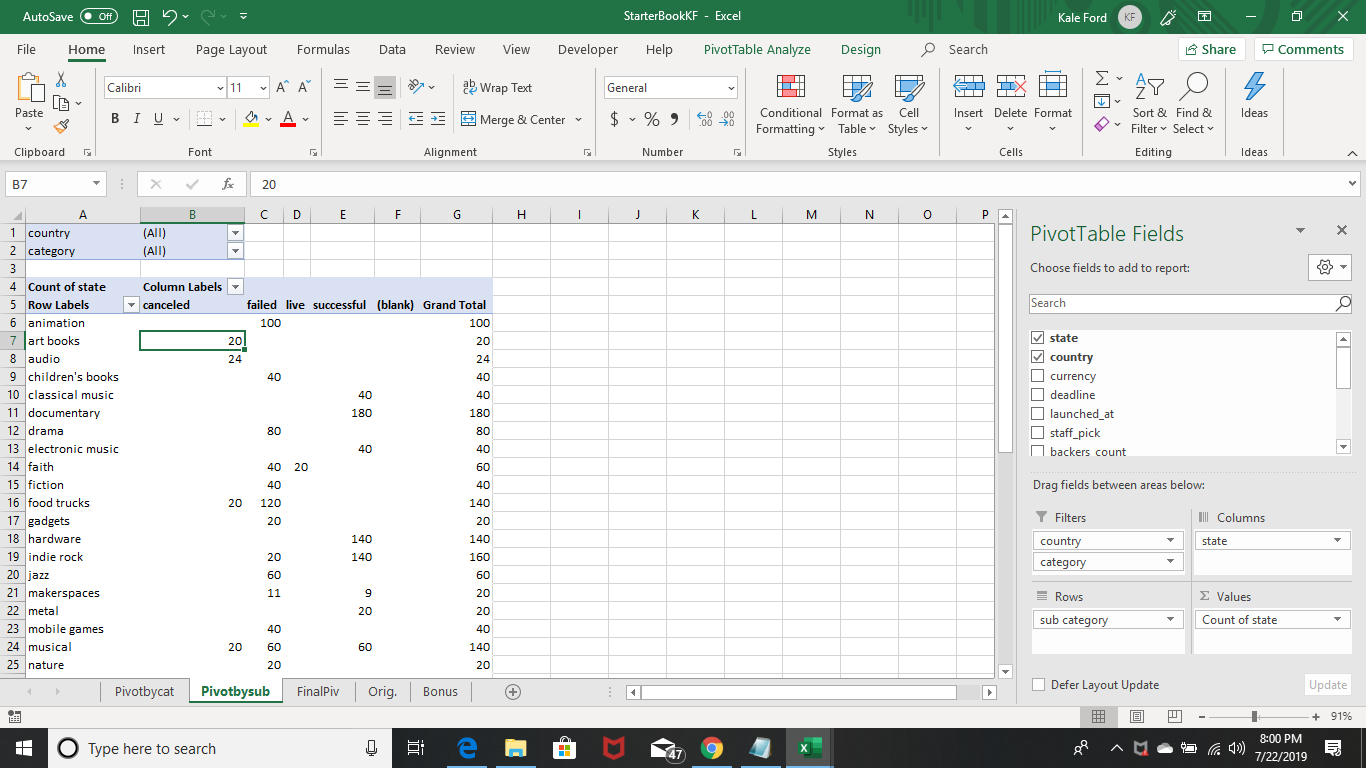 AutoSave Off StarterBookKF - Excel Kale Ford KF
File Home Insert Page Layout Formulas Data Review View Developer Help PivotTable Analyze Design Search Share Comments
Calibri 11 A A Wrap Text General
Paste B I U A Merge & Center $ % Conditional Formatting Format as Table Cell Styles Insert Delete Format Sort & Filter Find & Select Ideas
Clipboard Font Alignment Number Styles Cells Editing Ideas
B7 fx 20
A B C D E F G H I J K L M N O P
1 country (All)
2 category (All)
3
4 Count of state Column Labels
5 Row Labels canceled failed live successful (blank) Grand Total
6 animation 100 100
7 art books 20 20
8 audio 24 24
9 children's books 40 40
10 classical music 40 40
11 documentary 180 180
12 drama 80 80
13 electronic music 40 40
14 faith 40 20 60
15 fiction 40 40
16 food trucks 20 120 140
17 gadgets 20 20
18 hardware 140 140
19 indie rock 20 140 160
20 jazz 60 60
21 makerspaces 11 9 20
22 metal 20 20
23 mobile games 40 40
24 musical 20 60 60 140
25 nature 20 20
PivotTable Fields
Choose fields to add to report:
Search
state
country
currency
deadline
launched_at
staff_pick
backers_count
Drag fields between areas below:
Filters Columns
country state
category
Rows Σ Values
sub category Count of state
Defer Layout Update Update
Pivotbycat Pivotbysub FinalPiv Orig. Bonus
91%
Type here to search 47 8:00 PM
7/22/2019